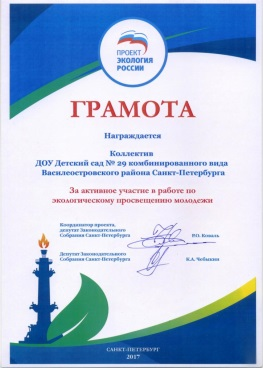 ПРОЕКТ
ЭКОЛОГИЯ
РОССИИ
ГРАМОТА
Награждается
Коллектив
ДОУ Детский сад № 29 комбинированного вида
Василеостровского района Санкт-Петербурга
За активное участие в работе по
экологическому просвещению молодежи
Координатор проекта,
депутат Законодательного
Собрания Санкт-Петербурга
Р.П. Коваль
Депутат Законодательного
Собрания Санкт-Петербурга
К.А. Чебыкин
САНКТ-ПЕТЕРБУРГ
2017